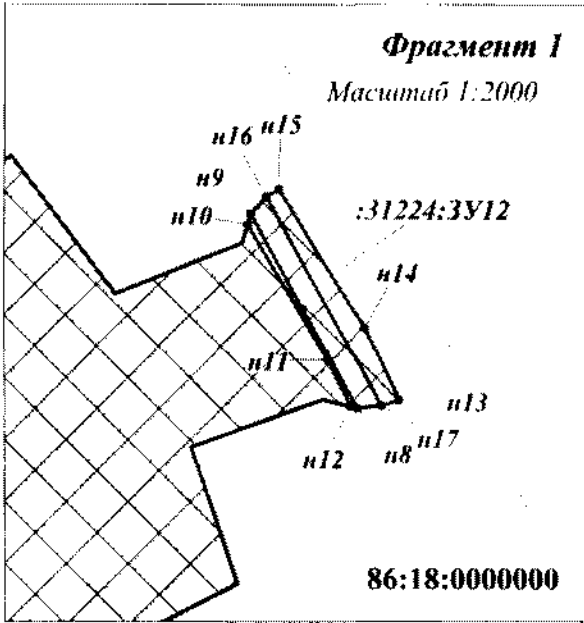 Фрагмент 1
Масштаб 1:2000
н16 н15
н9
н10
:31224:ЗУ12
н14
н11
н13
н17
н8
н12
86:18:0000000